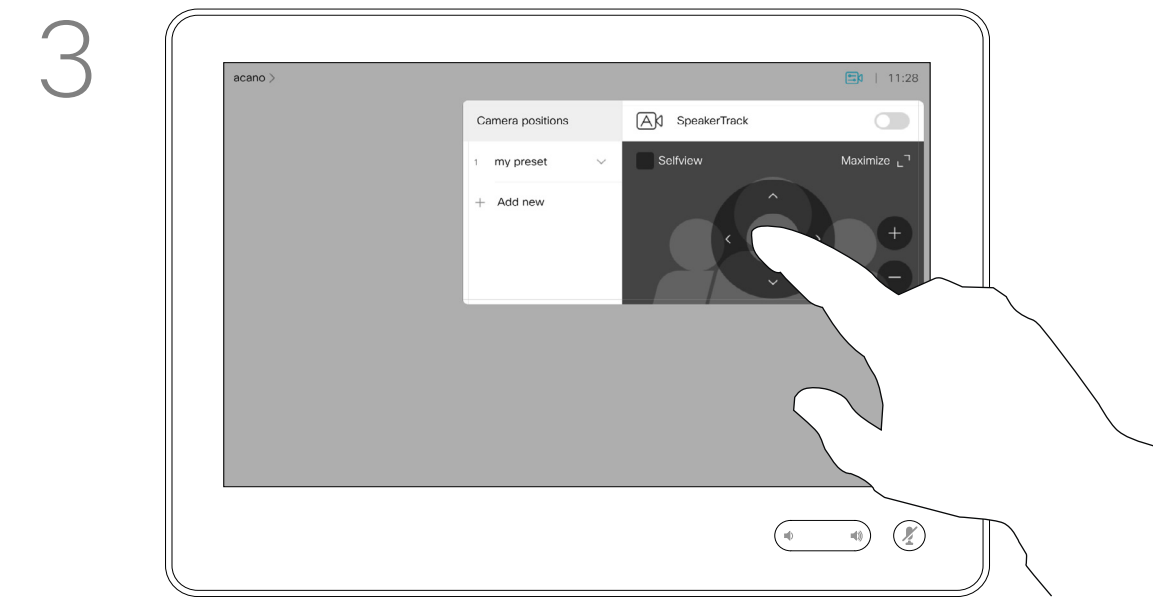 3
acano >
| 11:28
Camera positions
A SpeakerTrack
1 my preset
Selfview
Maximize
+ Add new
+
−